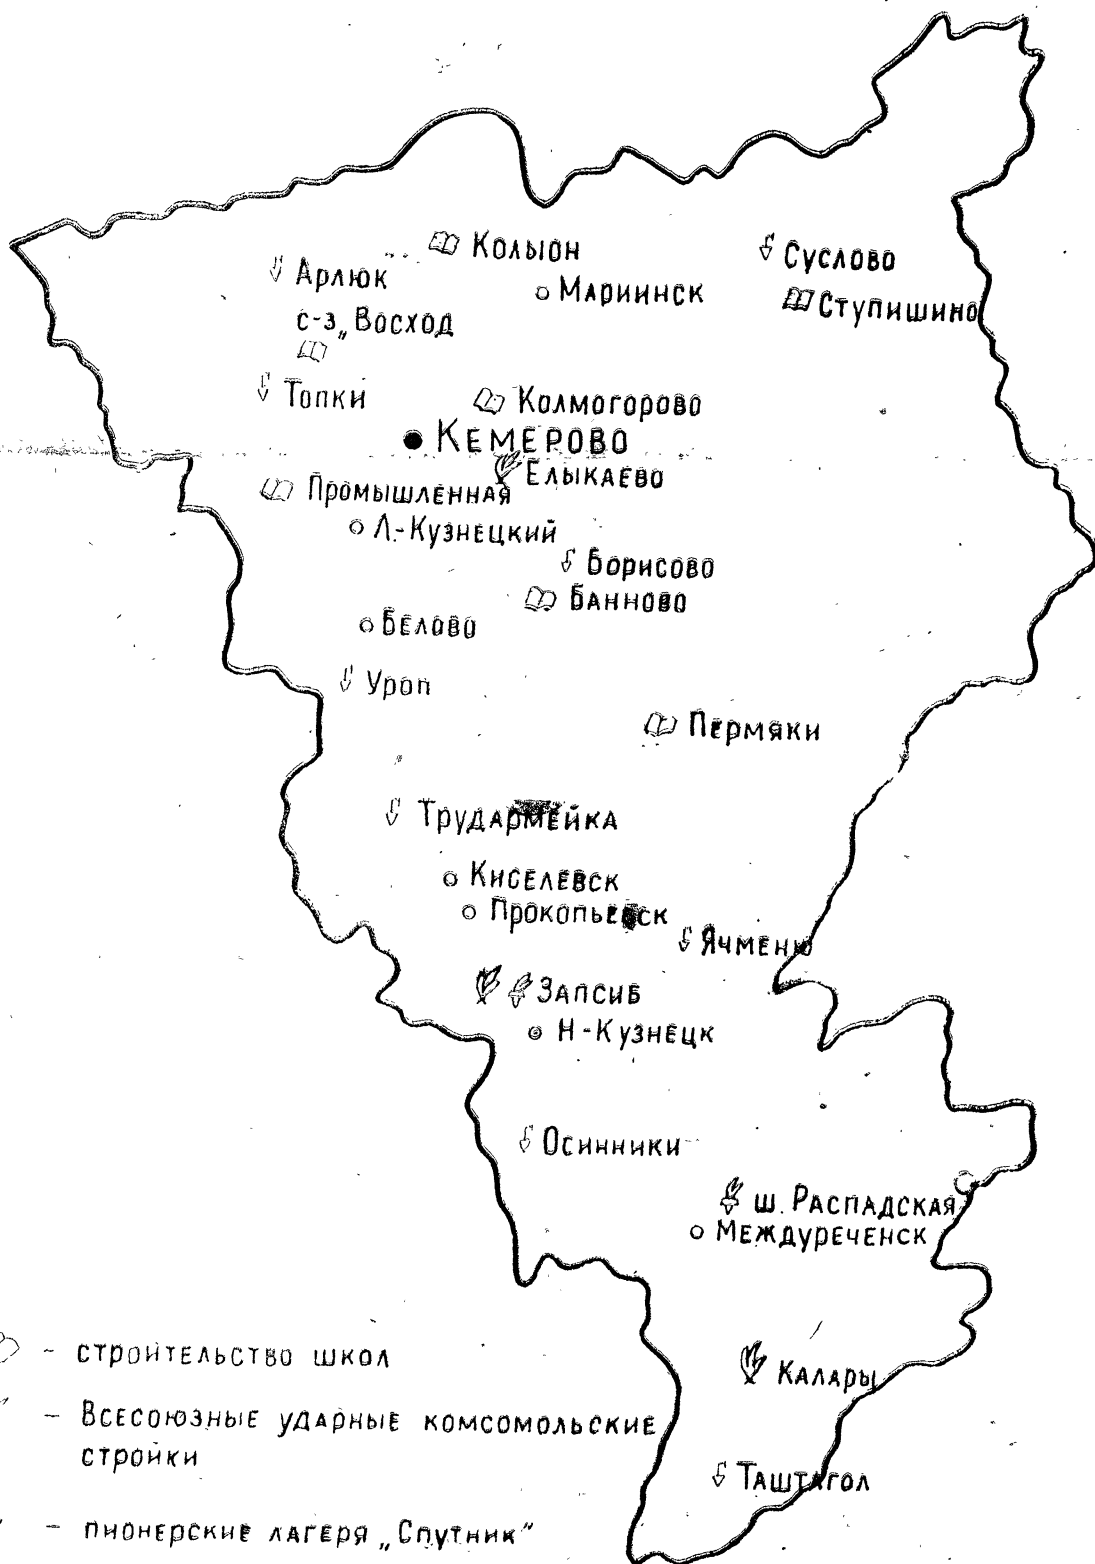 Колыон
Суслово
Арлюк
Мариинск
Ступишино
с-з „Восход
Топки
Колмогорово
Кемерово
Елыкаево
Промышленная
Л.-Кузнецкий
Борисово
Банново
Белово
Уроп
Пермяки
Трудармейка
Киселевск
Прокопьевск
Ячменю
Запсиб
Н-Кузнецк
Осинники
ш. Распадская
Междуреченск
- строительство школ
Калары
- Всесоюзные ударные комсомольские
стройки
Таштагол
- пионерские лагеря „Спутник"